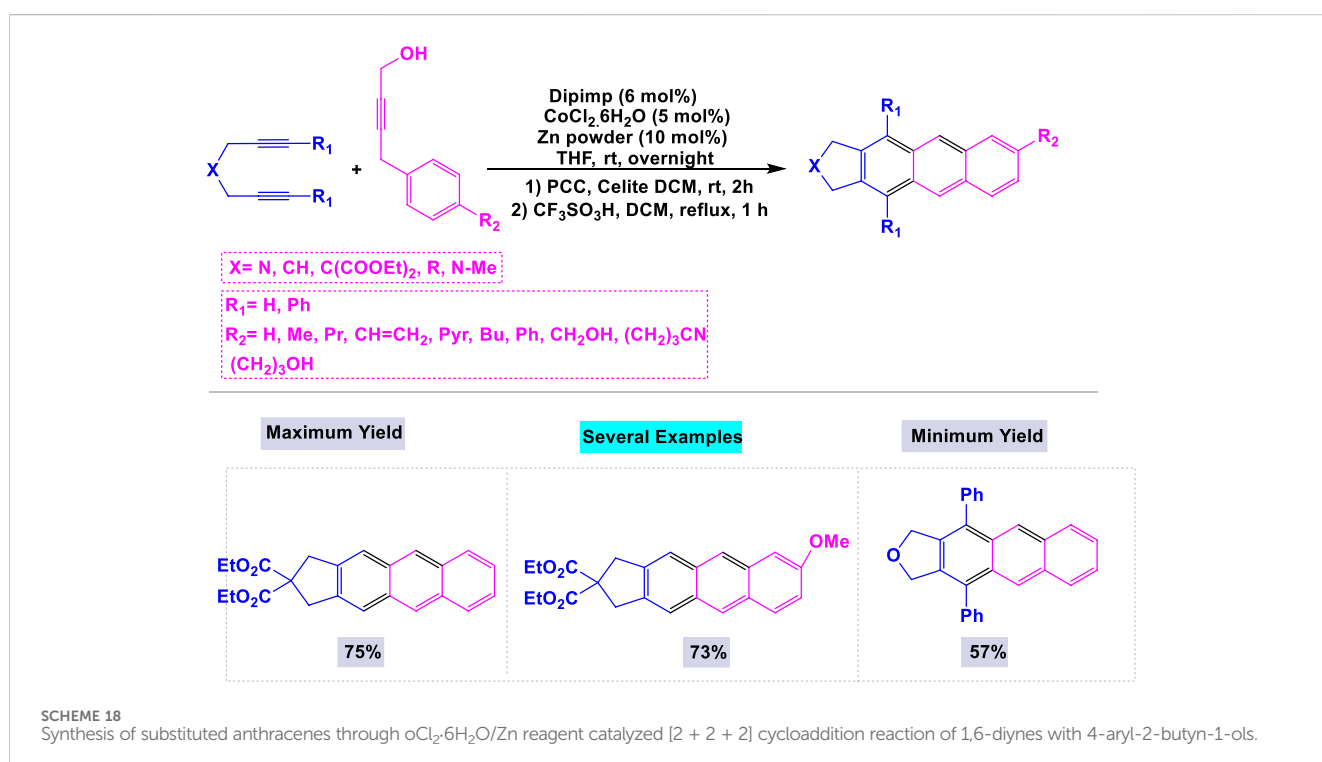 OH
R1
X
R1
+
R2
Dipimp (6 mol%)
CoCl2.6H2O (5 mol%)
Zn powder (10 mol%)
THF, rt, overnight
1) PCC, Celite DCM, rt, 2h
2) CF3SO3H, DCM, reflux, 1 h
R1
R2
X
R1
X= N, CH, C(COOEt)2, R, N-Me
R1= H, Ph
R2= H, Me, Pr, CH=CH2, Pyr, Bu, Ph, CH2OH, (CH2)3CN
(CH2)3OH
Maximum Yield
Several Examples
Minimum Yield
EtO2C
EtO2C
75%
EtO2C
EtO2C
OMe
73%
Ph
O
Ph
57%
SCHEME 18
Synthesis of substituted anthracenes through oCl2·6H2O/Zn reagent catalyzed [2 + 2 + 2] cycloaddition reaction of 1,6-diynes with 4-aryl-2-butyn-1-ols.